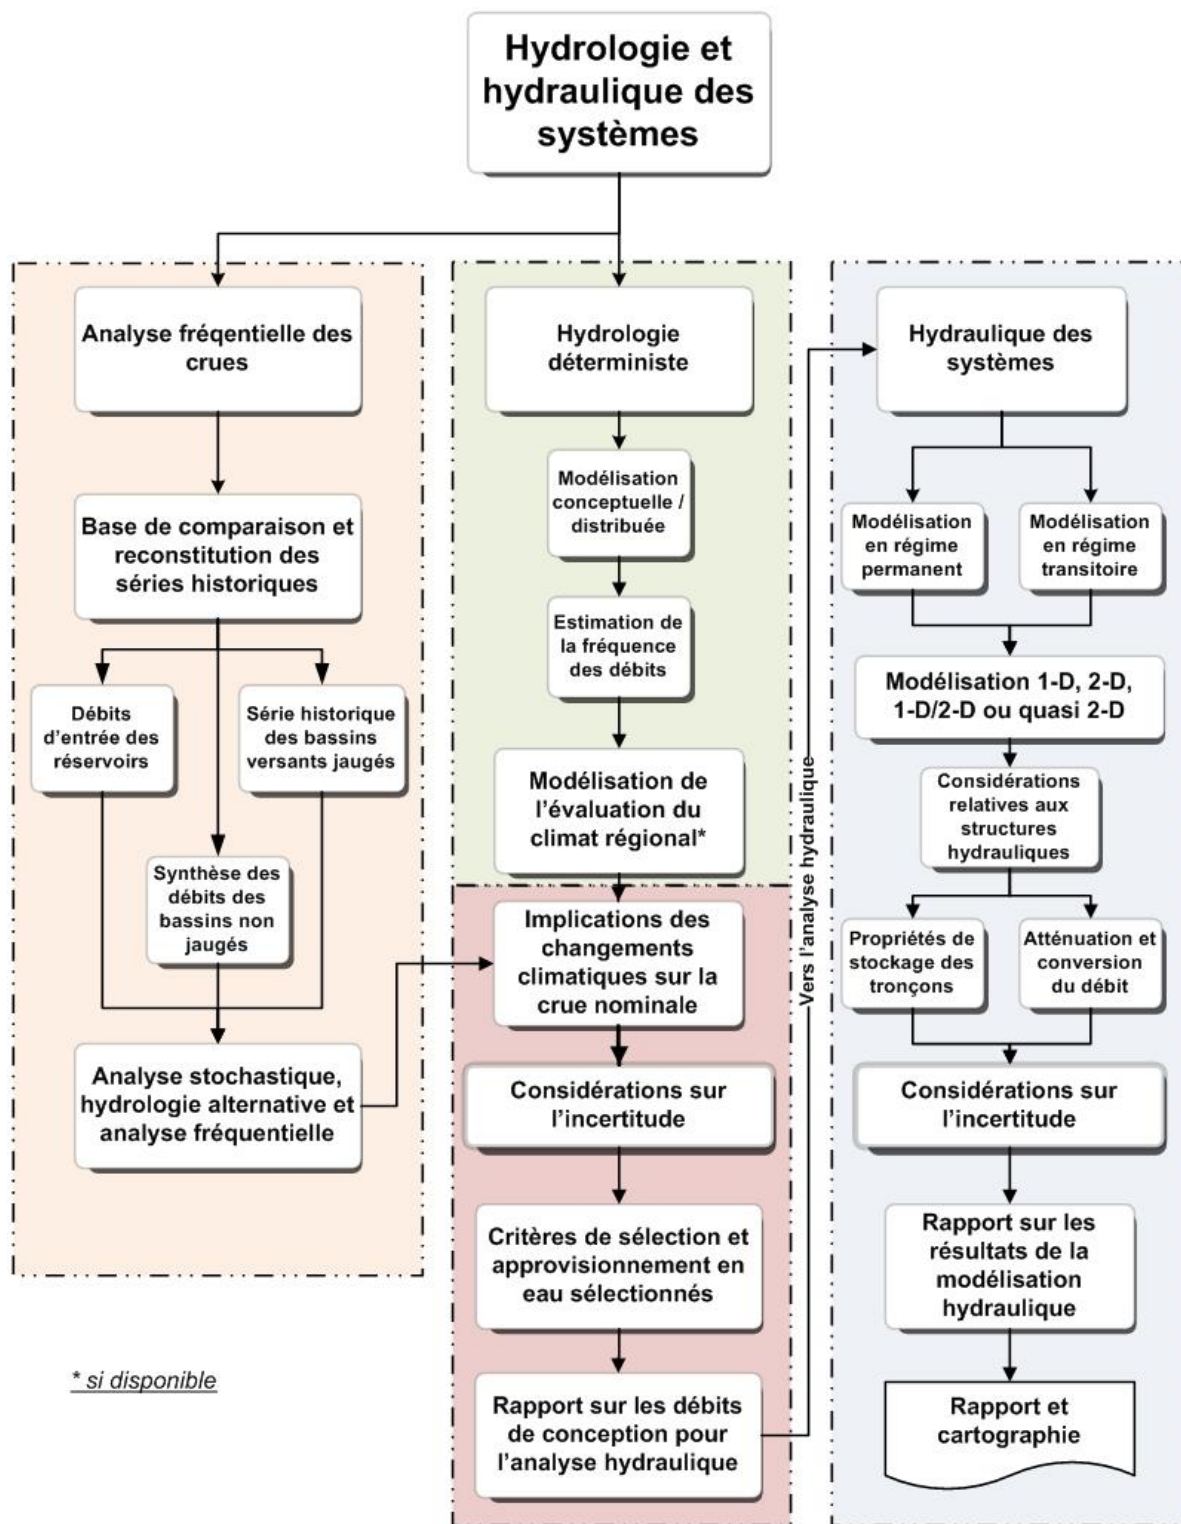 Hydrologie et
hydraulique des
systèmes
Analyse fréqentielle des
crues
Base de comparaison et
reconstitution des
séries historiques
Débits
d'entrée des
réservoirs
Série historique
des bassins
versants jaugés
Synthèse des
débits des
bassins non
jaugés
Analyse stochastique,
hydrologie alternative et
analyse fréquentielle
* si disponible
Hydrologie
déterministe
Modélisation
conceptuelle /
distribuée
Estimation de
la fréquence
des débits
Modélisation de
l'évaluation du
climat régional*
Implications des
changements
climatiques sur la
crue nominale
Considérations sur
l'incertitude
Critères de sélection et
approvisionnement en
eau sélectionnés
Rapport sur les débits
de conception pour
l'analyse hydraulique
Vers l'analyse hydraulique
Hydraulique des
systèmes
Modélisation
en régime
permanent
Modélisation
en régime
transitoire
Modélisation 1-D, 2-D,
1-D/2-D ou quasi 2-D
Considérations
relatives aux
structures
hydrauliques
Propriétés de
stockage des
tronçons
Atténuation et
conversion
du débit
Considérations sur
l'incertitude
Rapport sur les
résultats de la
modélisation
hydraulique
Rapport et
cartographie